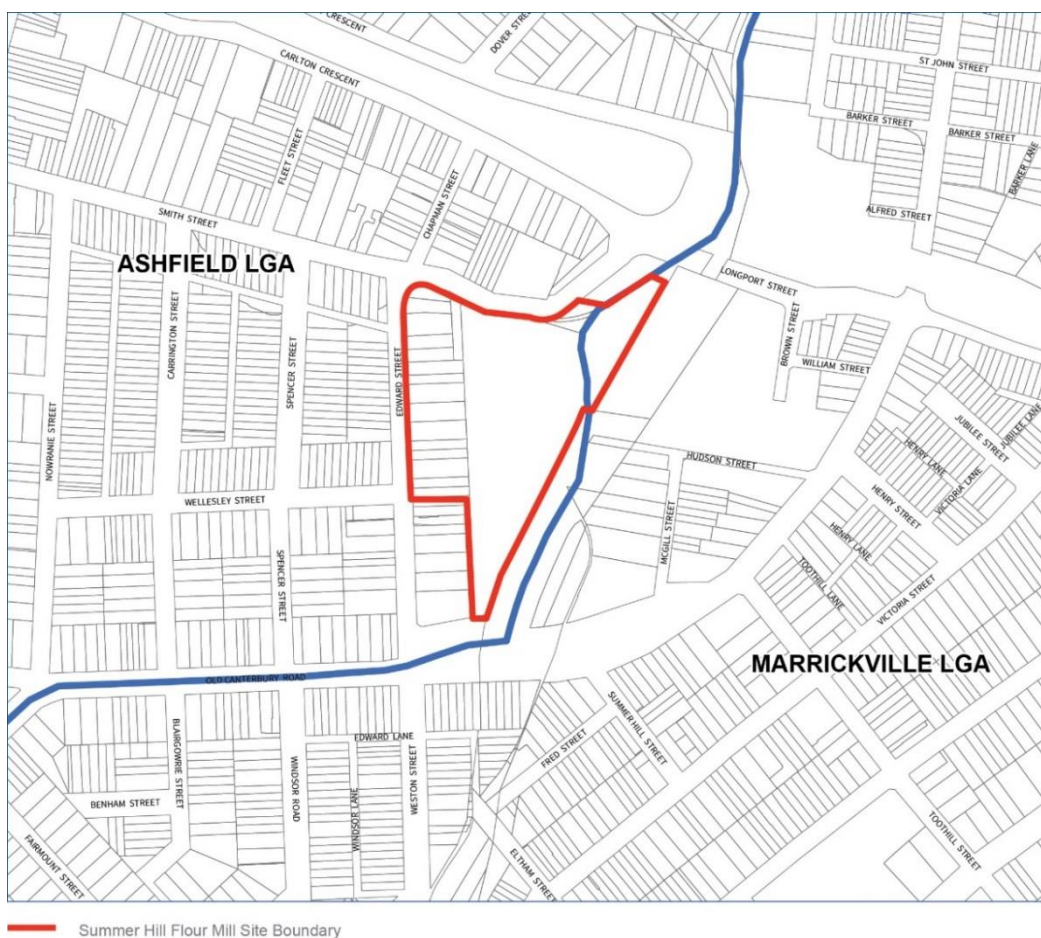 CRESCENT
DOVER STREET
CARLTON CRESCENT
ST JOHN STREET
BARKER STREET
BARKER STREET
BARKER LANE
FLEET STREET
CHAPMAN STREET
ALFRED STREET
SMITH STREET
ASHFIELD LGA
LONGPORT STREET
BROWN STREET
WILLIAM STREET
NOWRANIE STREET
CARRINGTON STREET
SPENCER STREET
EDWARD STREET
JUBILEE STREET
JUBILEE LANE
HUDSON STREET
HENRY LANE
VICTORIA LANE
WELLESLEY STREET
HENRY STREET
MCGILL STREET
HENRY LANE
SPENCER STREET
TOOTHILL LANE
VICTORIA STREET
MARRICKVILLE LGA
OLD CANTERBURY ROAD
SUMMER HILL STREET
BLAIRGOWRIE STREET
EDWARD LANE
FRED STREET
WINDSOR ROAD
WINDSOR LANE
WESTON STREET
BENHAM STREET
TOOTHILL STREET
FAIRMOUNT STREET
ELTHAM STREET
Summer Hill Flour Mill Site Boundary